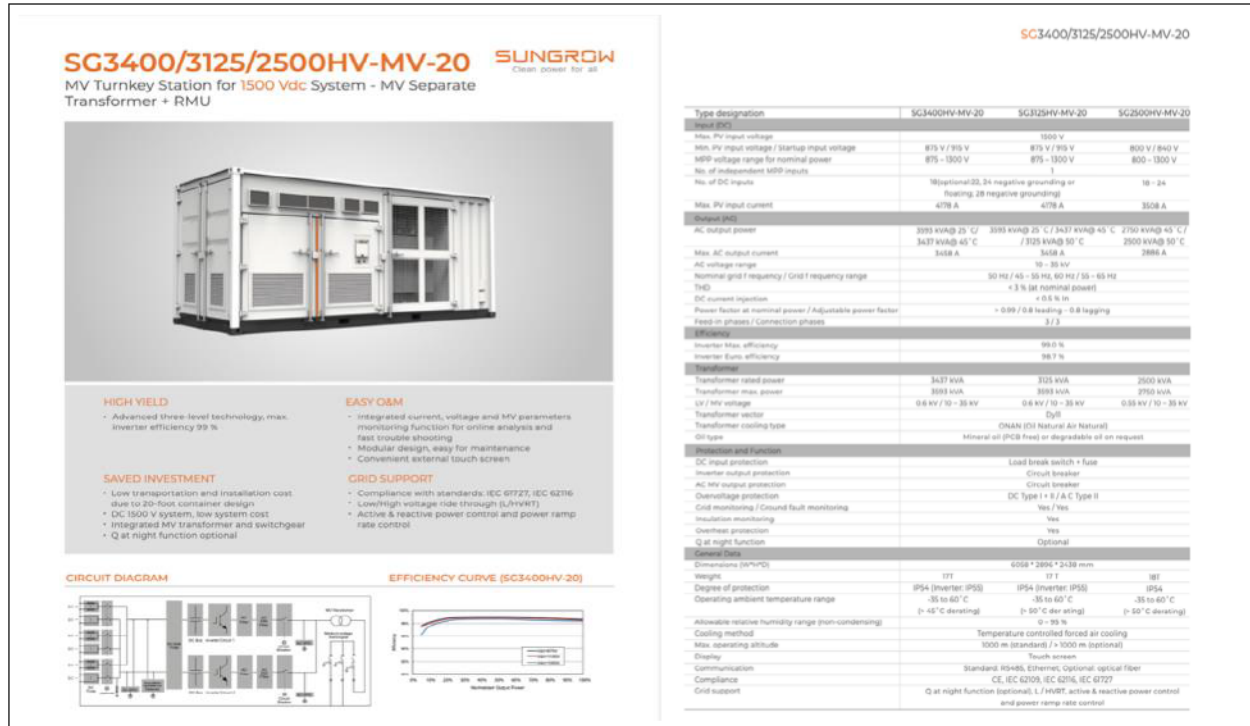 SG3400/3125/2500HV-MV-20
SUNGROW
Clean power for all
MV Turnkey Station for 1500 Vdc System - MV Separate
Transformer + RMU
HIGH YIELD
• Advanced three-level technology, max.
inverter efficiency 99 %
EASY O&M
• Integrated current, voltage and MV parameters
monitoring function for online analysis and
fast trouble shooting
• Modular design, easy for maintenance
• Convenient external touch screen
SAVED INVESTMENT
• Low transportation and installation cost
due to 20-foot container design
• DC 1500 V system, low system cost
• Integrated MV transformer and switchgear
• Q at night function optional
GRID SUPPORT
• Compliance with standards: IEC 61727, IEC 62116
• Low/High voltage ride through (L/HVRT)
• Active & reactive power control and power ramp
rate control
CIRCUIT DIAGRAM
EFFICIENCY CURVE (SG3400HV-20)
Efficiency
0% 10% 20% 30% 40% 50% 60% 70% 80% 90% 100%
Normalized Output Power
SG3400/3125/2500HV-MV-20
Type designation SG3400HV-MV-20 SG3125HV-MV-20 SG2500HV-MV-20
Input (DC)
Max. PV input voltage 1500 V
Min. PV input voltage / Startup input voltage 875 V / 915 V 875 V / 915 V 800 V / 840 V
MPP voltage range for nominal power 875 – 1300 V 875 – 1300 V 800 – 1300 V
No. of independent MPP inputs 1
No. of DC inputs 18(optional:22, 24 negative grounding or 18 – 24
floating; 28 negative grounding)
Max. PV input current 4178 A 4178 A 3508 A
Output (AC)
AC output power 3593 kVA@ 25˚C/ 3593 kVA@ 25˚C / 3437 kVA@ 45˚C 2750 kVA@ 45˚C /
3437 kVA@ 45˚C / 3125 kVA@ 50˚C 2500 kVA@ 50˚C
Max. AC output current 3458 A 3458 A 2886 A
AC voltage range 10 – 35 kV
Nominal grid f requency / Grid f requency range 50 Hz / 45 – 55 Hz, 60 Hz / 55 – 65 Hz
THD < 3 % (at nominal power)
DC current injection < 0.5 % In
Power factor at nominal power / Adjustable power factor > 0.99 / 0.8 leading – 0.8 lagging
Feed-in phases / Connection phases 3 / 3
Efficiency
Inverter Max. efficiency 99.0 %
Inverter Euro. efficiency 98.7 %
Transformer
Transformer rated power 3437 kVA 3125 kVA 2500 kVA
Transformer max. power 3593 kVA 3593 kVA 2750 kVA
LV / MV voltage 0.6 kV / 10 – 35 kV 0.6 kV / 10 – 35 kV 0.55 kV / 10 – 35 kV
Transformer vector Dy11
Transformer cooling type ONAN (Oil Natural Air Natural)
Oil type Mineral oil (PCB free) or degradable oil on request
Protection and Function
DC input protection Load break switch + fuse
Inverter output protection Circuit breaker
AC MV output protection Circuit breaker
Overvoltage protection DC Type I + II / A C Type II
Grid monitoring / Ground fault monitoring Yes / Yes
Insulation monitoring Yes
Overheat protection Yes
Q at night function Optional
General Data
Dimensions (W*H*D) 6058 * 2896 * 2438 mm
Weight 17T 17 T 18T
Degree of protection IP54 (Inverter: IP55) IP54 (Inverter: IP55) IP54
Operating ambient temperature range -35 to 60˚C -35 to 60˚C -35 to 60˚C
(> 45˚C derating) (> 50˚C der ating) (> 50˚C derating)
Allowable relative humidity range (non-condensing) 0 – 95 %
Cooling method Temperature controlled forced air cooling
Max. operating altitude 1000 m (standard) / > 1000 m (optional)
Display Touch screen
Communication Standard: RS485, Ethernet; Optional: optical fiber
Compliance CE, IEC 62109, IEC 62116, IEC 61727
Grid support Q at night function (optional), L / HVRT, active & reactive power control
and power ramp rate control